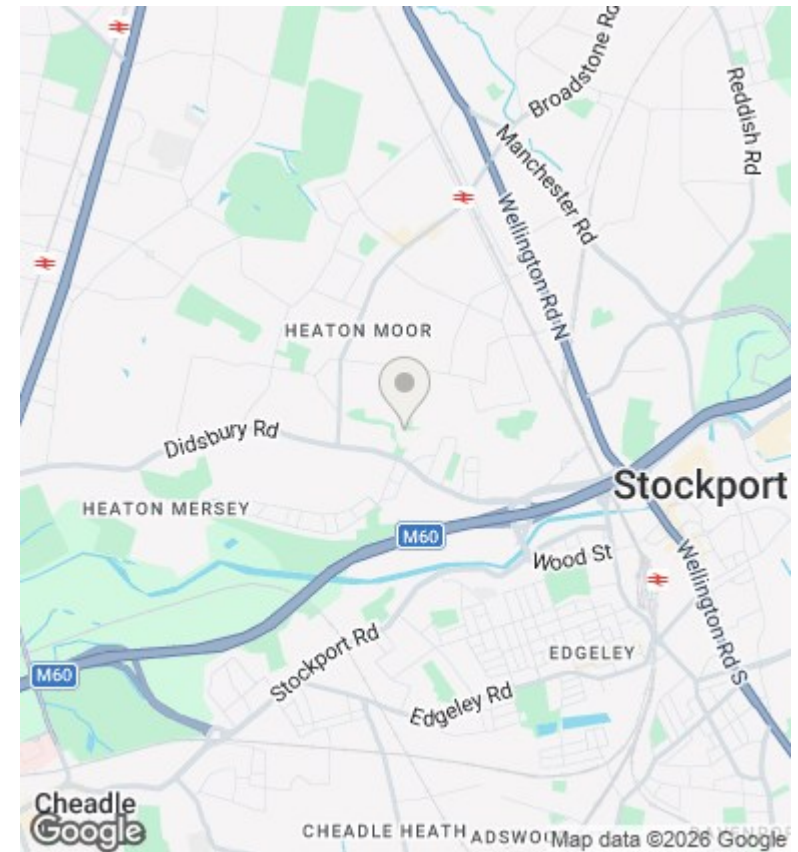 Broadstone Rd
Reddish Rd
Manchester Rd
Wellington Rd N
HEATON MOOR
Didsbury Rd
Stockport
HEATON MERSEY
M60
Wood St
Wellington Rd S
EDGELEY
M60
Stockport Rd
Edgeley Rd
Cheadle
Google
CHEADLE HEATH
Map data ©2026 Google